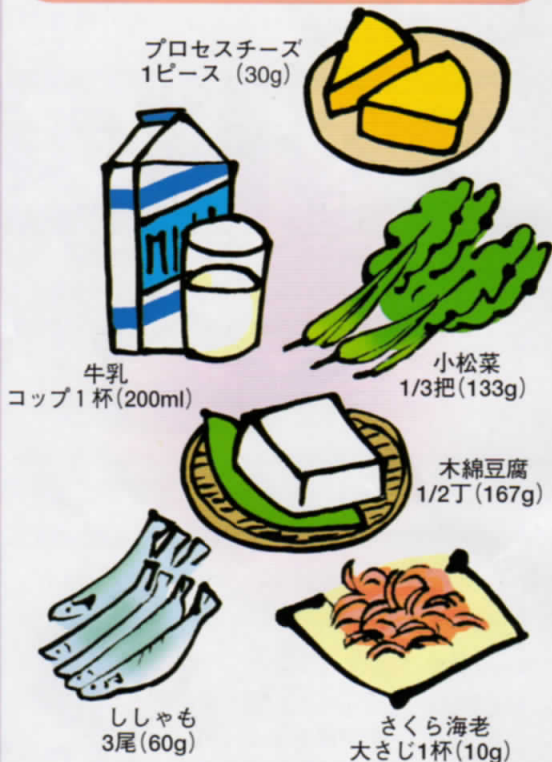 プロセスチーズ
1ピース（30g）
MILK
牛乳
コップ１杯(200ml)
小松菜
1/3把(133g)
木綿豆腐
1/2丁(167g)
ししゃも
3尾(60g)
さくら海老
大さじ1杯(10g)